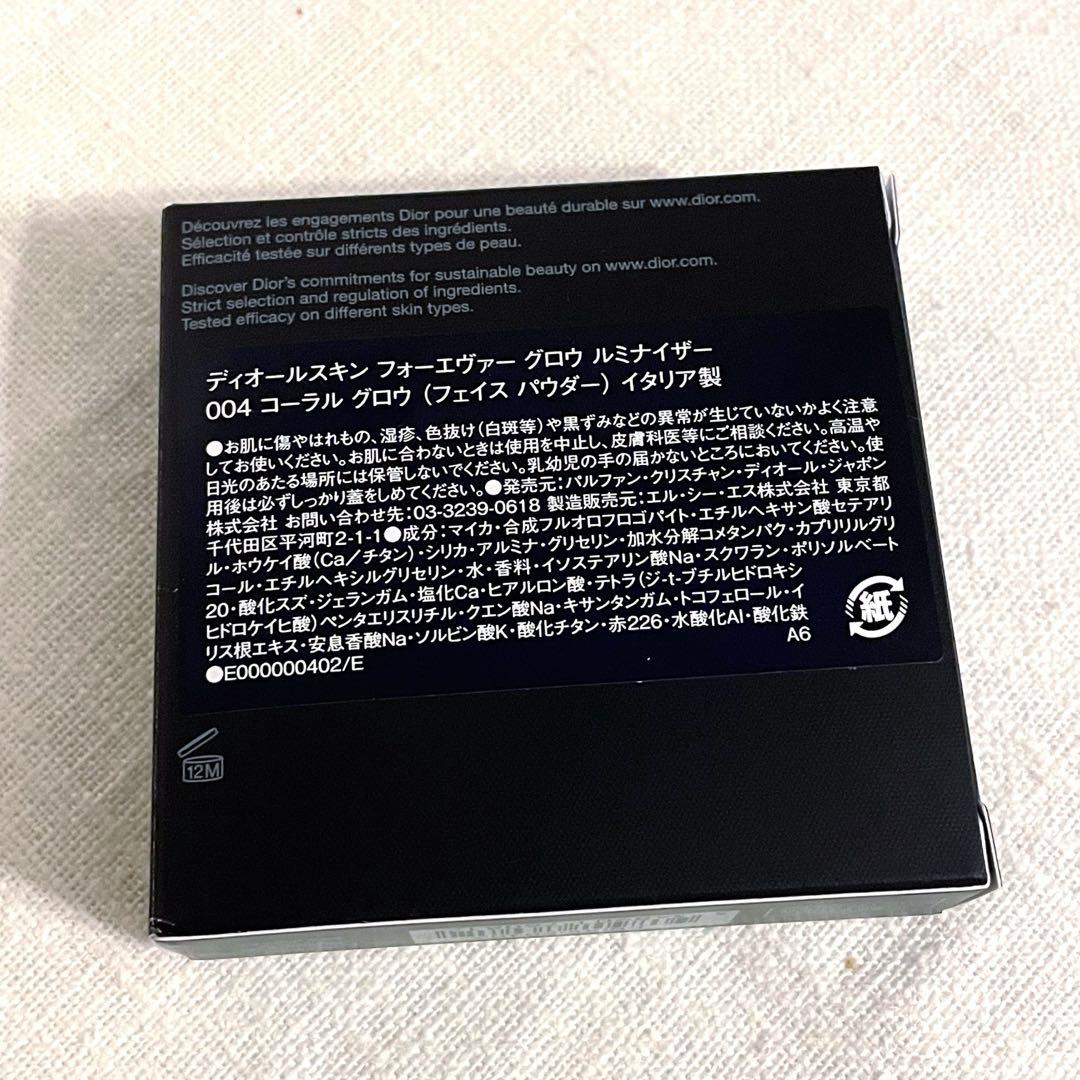 Découvrez les engagements Dior pour une beauté durable sur www.dior.com.
Sélection et contrôle stricts des ingrédients.
Efficacité testée sur différents types de peau.
Discover Dior's commitments for sustainable beauty on www.dior.com.
Strict selection and regulation of ingredients.
Tested efficacy on different skin types.
ディオールスキン フォーエヴァー グロウ ルミナイザー
004 コーラル グロウ (フェイス パウダー) イタリア製
●お肌に傷やはれもの、湿疹、色抜け(白斑等)や黒ずみなどの異常が生じていないかよく注意
してお使いください。お肌に合わないときは使用を中止し、皮膚科医等にご相談ください。高温や
日光のあたる場所には保管しないでください。乳幼児の手の届かないところにおいてください。使
用後は必ずしっかり蓋をしめてください。●発売元:パルファン・クリスチャン・ディオール・ジャポン
株式会社 お問い合わせ先:03-3239-0618 製造販売元:エル・シー・エス株式会社 東京都
千代田区平河町2-1-1●成分:マイカ・合成フルオロフロゴパイト・エチルヘキサン酸セテアリ
ル・ホウケイ酸(Ca/チタン)・シリカ・アルミナ・グリセリン・加水分解コメタンパク・カプリリルグリ
コール・エチルヘキシルグリセリン・水・香料・イソステアリン酸Na・スクワラン・ポリソルベート
20・酸化スズ・ジェランガム・塩化Ca・ヒアルロン酸・テトラ(ジ-t-ブチルヒドロキシ
ヒドロケイヒ酸)ペンタエリスリチル・クエン酸Na・キサンタンガム・トコフェロール・イ
リス根エキス・安息香酸Na・ソルビン酸K・酸化チタン・赤226・水酸化Al・酸化鉄
●E000000402/E
A6
紙
12M